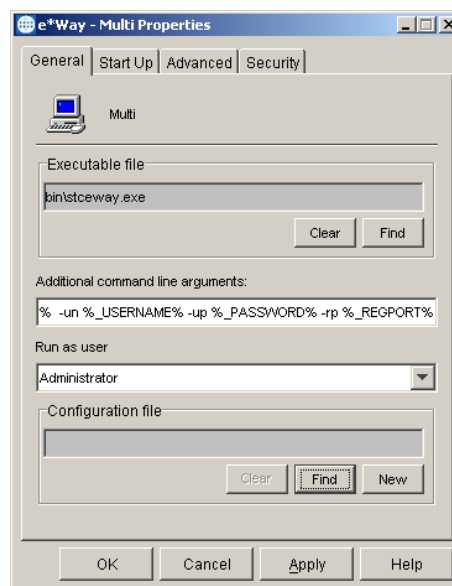 e*Way - Multi Properties
General Start Up Advanced Security
Multi
Executable file
bin\stceway.exe
Clear Find
Additional command line arguments:
% -un %_USERNAME% -up %_PASSWORD% -rp %_REGPORT%
Run as user
Administrator
Configuration file
Clear Find New
OK Cancel Apply Help